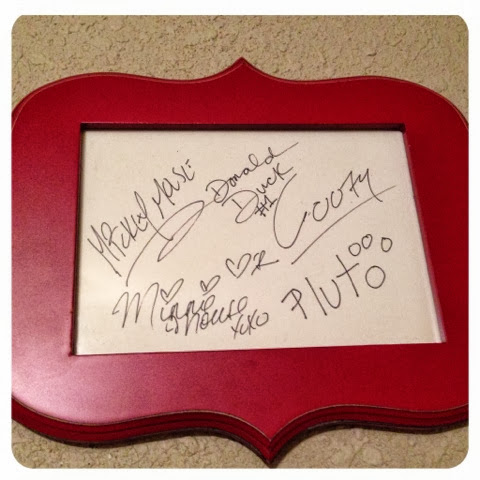 Mickey Mouse
Donald
Duck
#1
Goofy
Minnie
Mouse
xoxo
Pluto